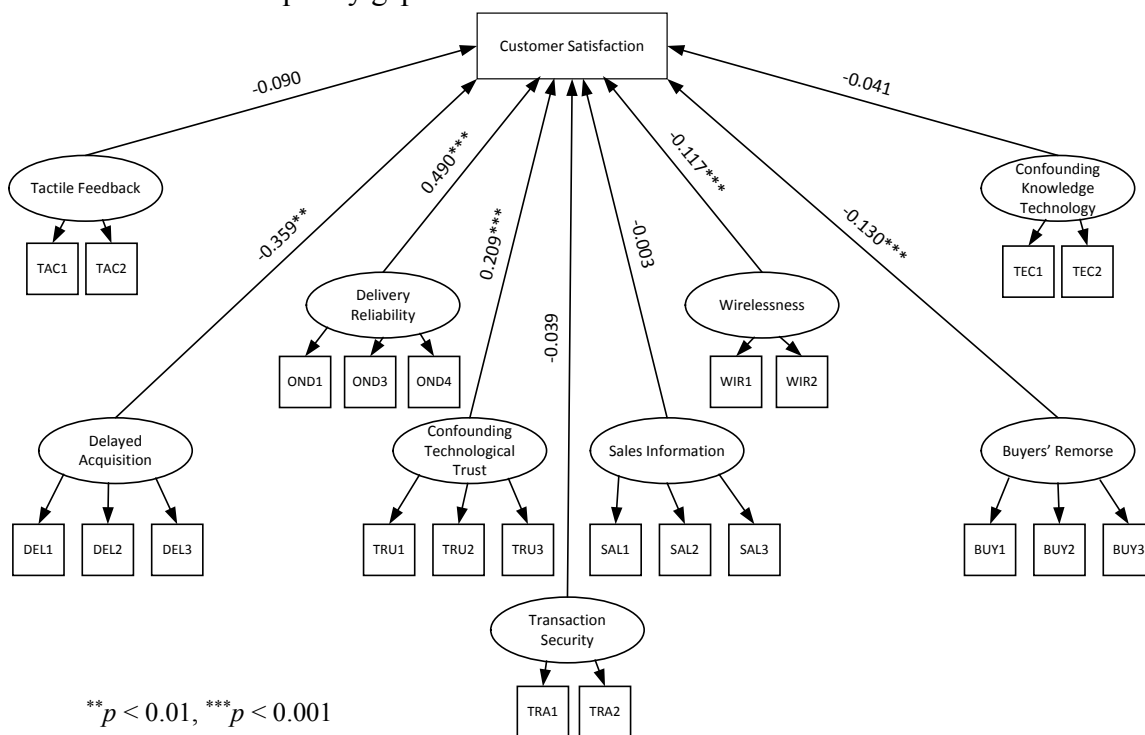 Customer Satisfaction
-0.090
-0.041
0.490***
-0.117***
Tactile Feedback
Confounding
Knowledge
Technology
-0.359**
0.209***
-0.003
-0.130***
TAC1
TAC2
TEC1
TEC2
Delivery
Reliability
-0.039
Wirelessness
OND1
OND3
OND4
WIR1
WIR2
Delayed
Acquisition
Confounding
Technological
Trust
Sales Information
Buyers' Remorse
DEL1
DEL2
DEL3
TRU1
TRU2
TRU3
SAL1
SAL2
SAL3
BUY1
BUY2
BUY3
Transaction
Security
TRA1
TRA2
**p < 0.01, ***p < 0.001